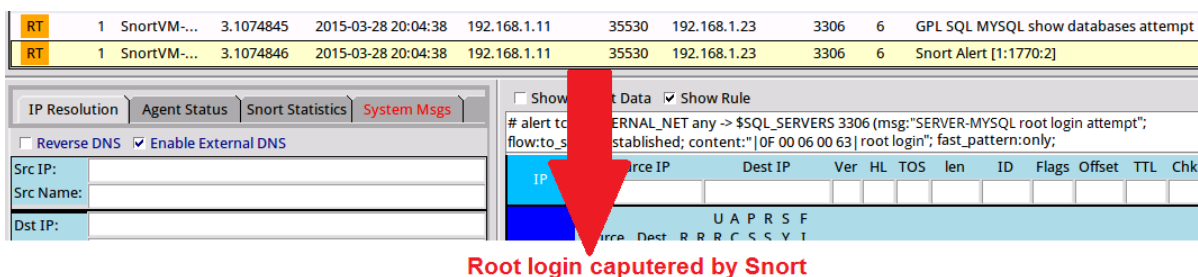 RT 1 SnortVM-... 3.1074845 2015-03-28 20:04:38 192.168.1.11 35530 192.168.1.23 3306 6 GPL SQL MYSQL show databases attempt
RT 1 SnortVM-... 3.1074846 2015-03-28 20:04:38 192.168.1.11 35530 192.168.1.23 3306 6 Snort Alert [1:1770:2]
IP Resolution Agent Status Snort Statistics System Msgs
Reverse DNS Enable External DNS
Src IP:
Src Name:
Dst IP:
Show t Data Show Rule
# alert tc ERNAL_NET any -> $SQL_SERVERS 3306 (msg:"SERVER-MYSQL root login attempt";
flow:to_s stablished; content:"|0F 00 06 00 63|root login"; fast_pattern:only;
IP rce IP Dest IP Ver HL TOS len ID Flags Offset TTL Chk
U A P R S F
urce Dest R R R C S S Y I
Root login caputered by Snort